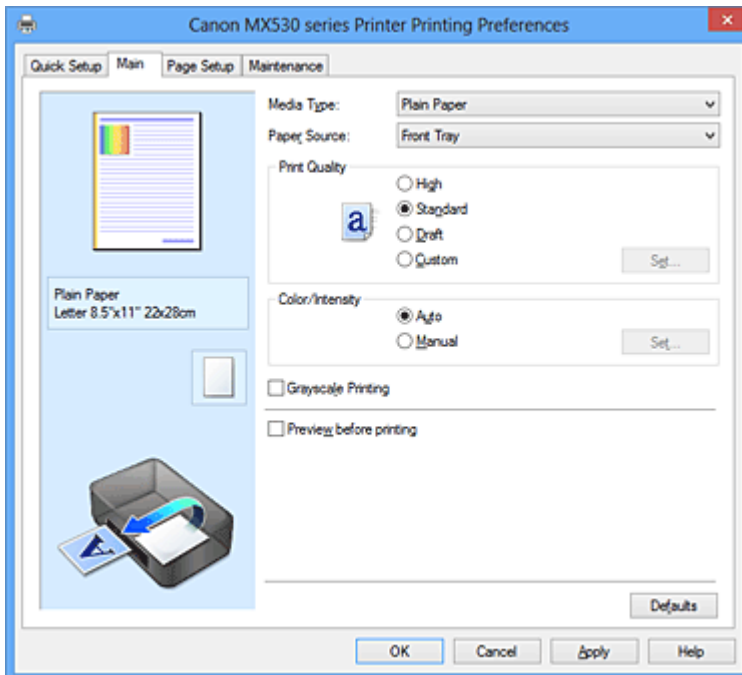 Canon MX530 series Printer Printing Preferences
Quick Setup Main Page Setup Maintenance
Media Type: Plain Paper
Paper Source: Front Tray
Print Quality
High
a Standard
Draft
Custom Set...
Plain Paper
Letter 8.5"x11" 22x28cm
Color/Intensity
Auto
Manual Set...
Grayscale Printing
Preview before printing
A
Defaults
OK Cancel Apply Help